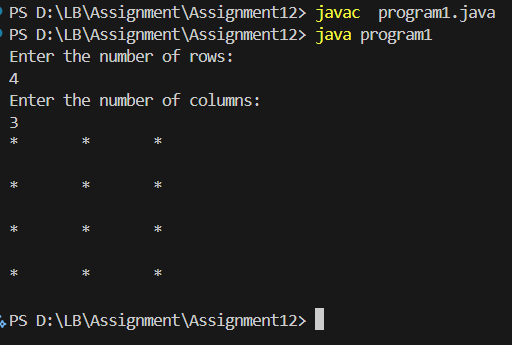 PS D:\LB\Assignment\Assignment12> javac  program1.java
PS D:\LB\Assignment\Assignment12> java program1
Enter the number of rows:
4
Enter the number of columns:
3
*       *       *
*       *       *
*       *       *
*       *       *
PS D:\LB\Assignment\Assignment12>